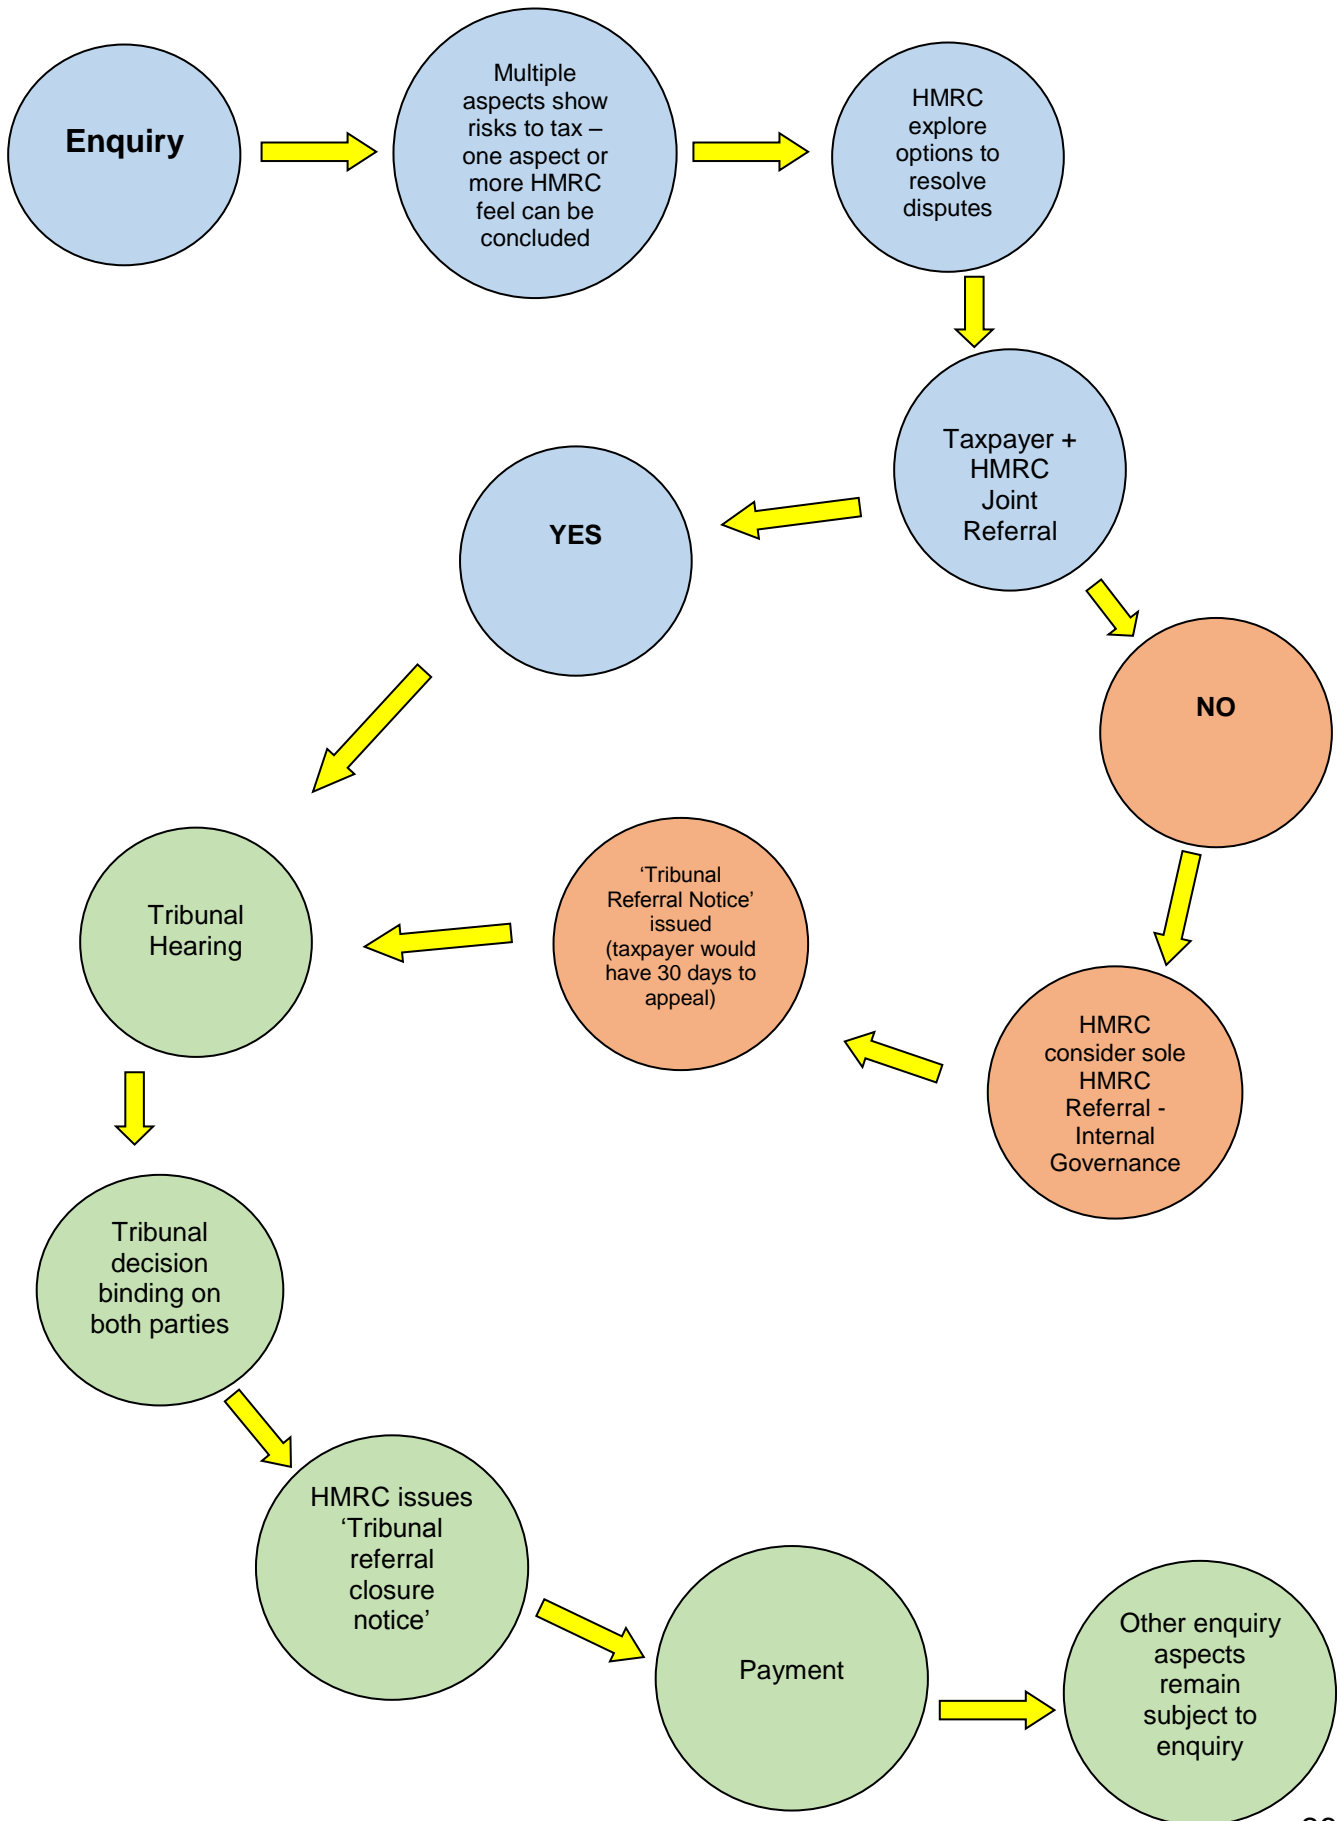 Enquiry
Multiple
aspects show
risks to tax –
one aspect or
more HMRC
feel can be
concluded
HMRC
explore
options to
resolve
disputes
Taxpayer +
HMRC
Joint
Referral
YES
NO
‘Tribunal
Referral Notice’
issued
(taxpayer would
have 30 days to
appeal)
Tribunal
Hearing
HMRC
consider sole
HMRC
Referral -
Internal
Governance
Tribunal
decision
binding on
both parties
HMRC issues
‘Tribunal
referral
closure
notice’
Payment
Other enquiry
aspects
remain
subject to
enquiry